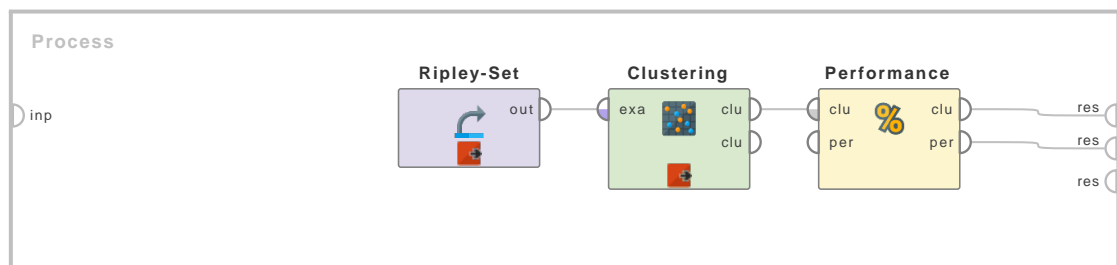 Process
Ripley-Set Clustering Performance
inp out exa clu clu clu res
clu per per res
res
%